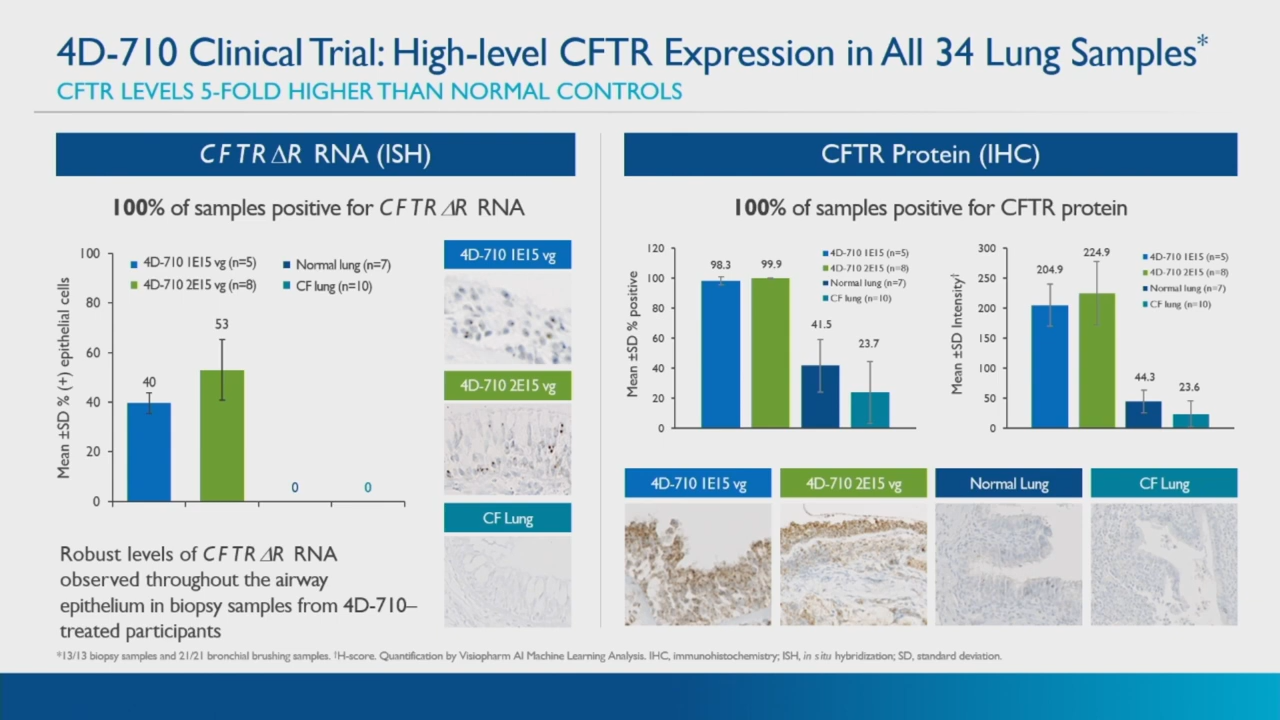 4D-710 Clinical Trial: High-level CFTR Expression in All 34 Lung Samples*
CFTR LEVELS 5-FOLD HIGHER THAN NORMAL CONTROLS
CFTRΔR RNA (ISH)
100% of samples positive for CFTRΔR RNA
Mean ±SD % (+) epithelial cells
100
80
60
40
20
0
4D-710 1E15 vg (n=5)
Normal lung (n=7)
4D-710 2E15 vg (n=8)
CF lung (n=10)
40
53
0
0
4D-710 1E15 vg
4D-710 2E15 vg
CF Lung
Robust levels of CFTRΔR RNA
observed throughout the airway
epithelium in biopsy samples from 4D-710–
treated participants
CFTR Protein (IHC)
100% of samples positive for CFTR protein
Mean ±SD % positive
120
100
80
60
40
20
0
4D-710 1E15 (n=5)
4D-710 2E15 (n=8)
Normal lung (n=7)
CF lung (n=10)
98.3
99.9
41.5
23.7
Mean ±SD Intensity†
300
250
200
150
100
50
0
4D-710 1E15 (n=5)
4D-710 2E15 (n=8)
Normal lung (n=7)
CF lung (n=10)
204.9
224.9
44.3
23.6
4D-710 1E15 vg
4D-710 2E15 vg
Normal Lung
CF Lung
*13/13 biopsy samples and 21/21 bronchial brushing samples. †H-score. Quantification by Visiopharm AI Machine Learning Analysis. IHC, immunohistochemistry; ISH, in situ hybridization; SD, standard deviation.